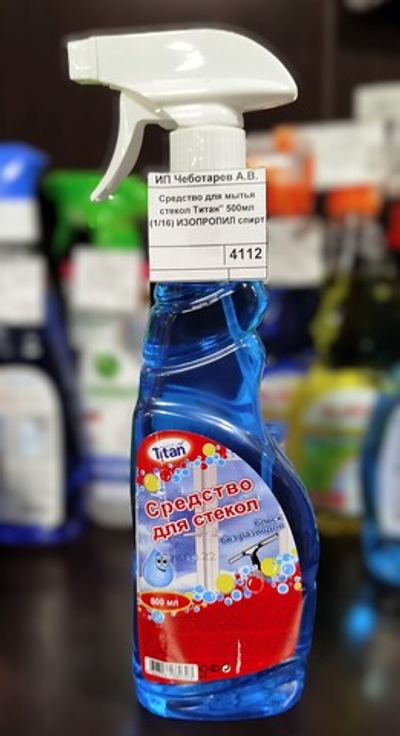 ИП Чеботарев А.В.
Средство для мытья
стекол Титан" 500мл
(1/16) ИЗОПРОПИЛ спирт
4112
Titan
Средство
для стекол
блеск
без разводов
500 мл